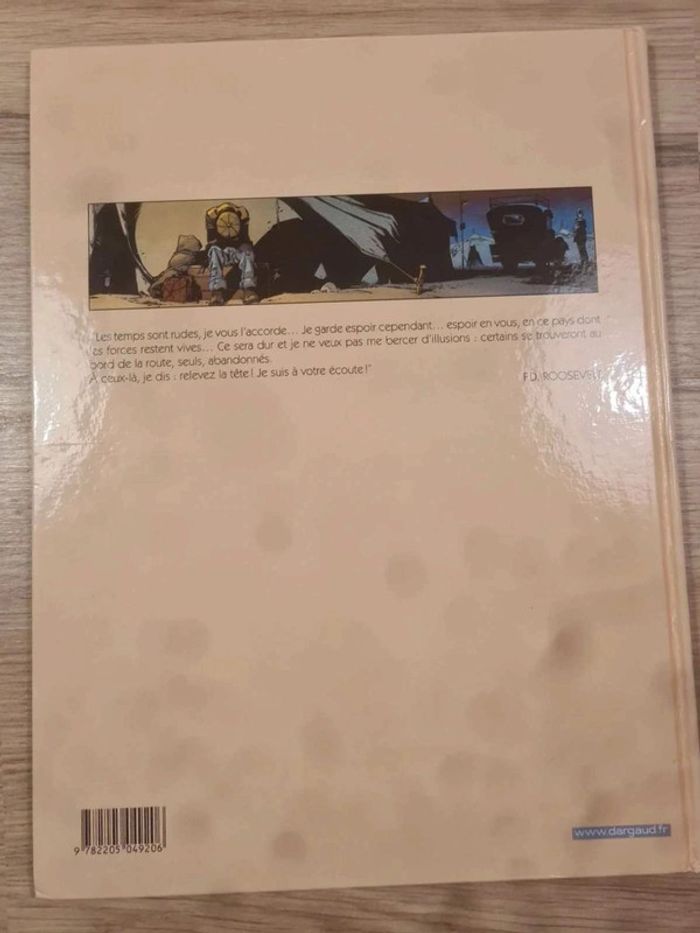 "Les temps sont rudes, je vous l'accorde... Je garde espoir cependant... espoir en vous, en ce pays dont
les forces restent vives... Ce sera dur et je ne veux pas me bercer d'illusions : certains se trouveront au
bord de la route, seuls, abandonnés.
À ceux-là, je dis : relevez la tête ! Je suis à votre écoute !"
F.D. ROOSEVELT
www.dargaud.fr
9 782205 049206